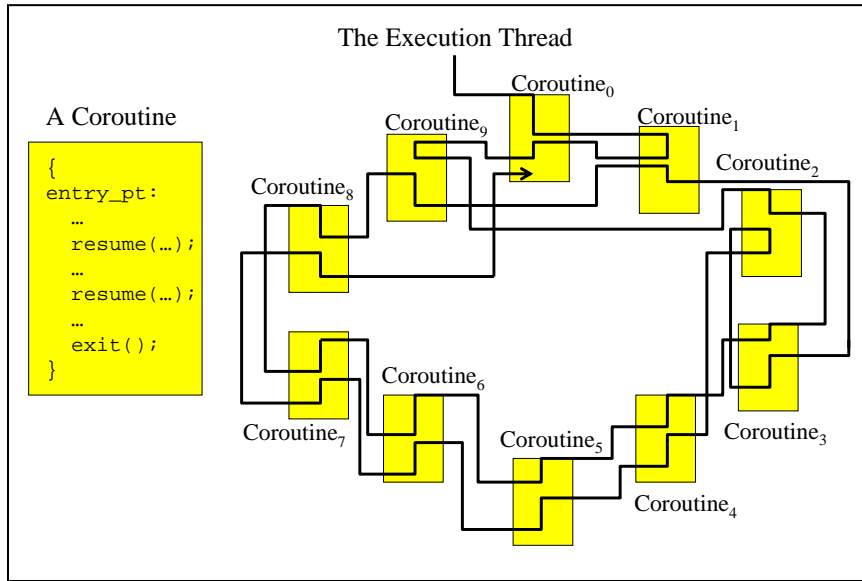 The Execution Thread
A Coroutine
{
entry_pt:
…
resume(…);
…
resume(…);
…
exit();
}
Coroutine₀
Coroutine₁
Coroutine₂
Coroutine₃
Coroutine₄
Coroutine₅
Coroutine₆
Coroutine₇
Coroutine₈
Coroutine₉